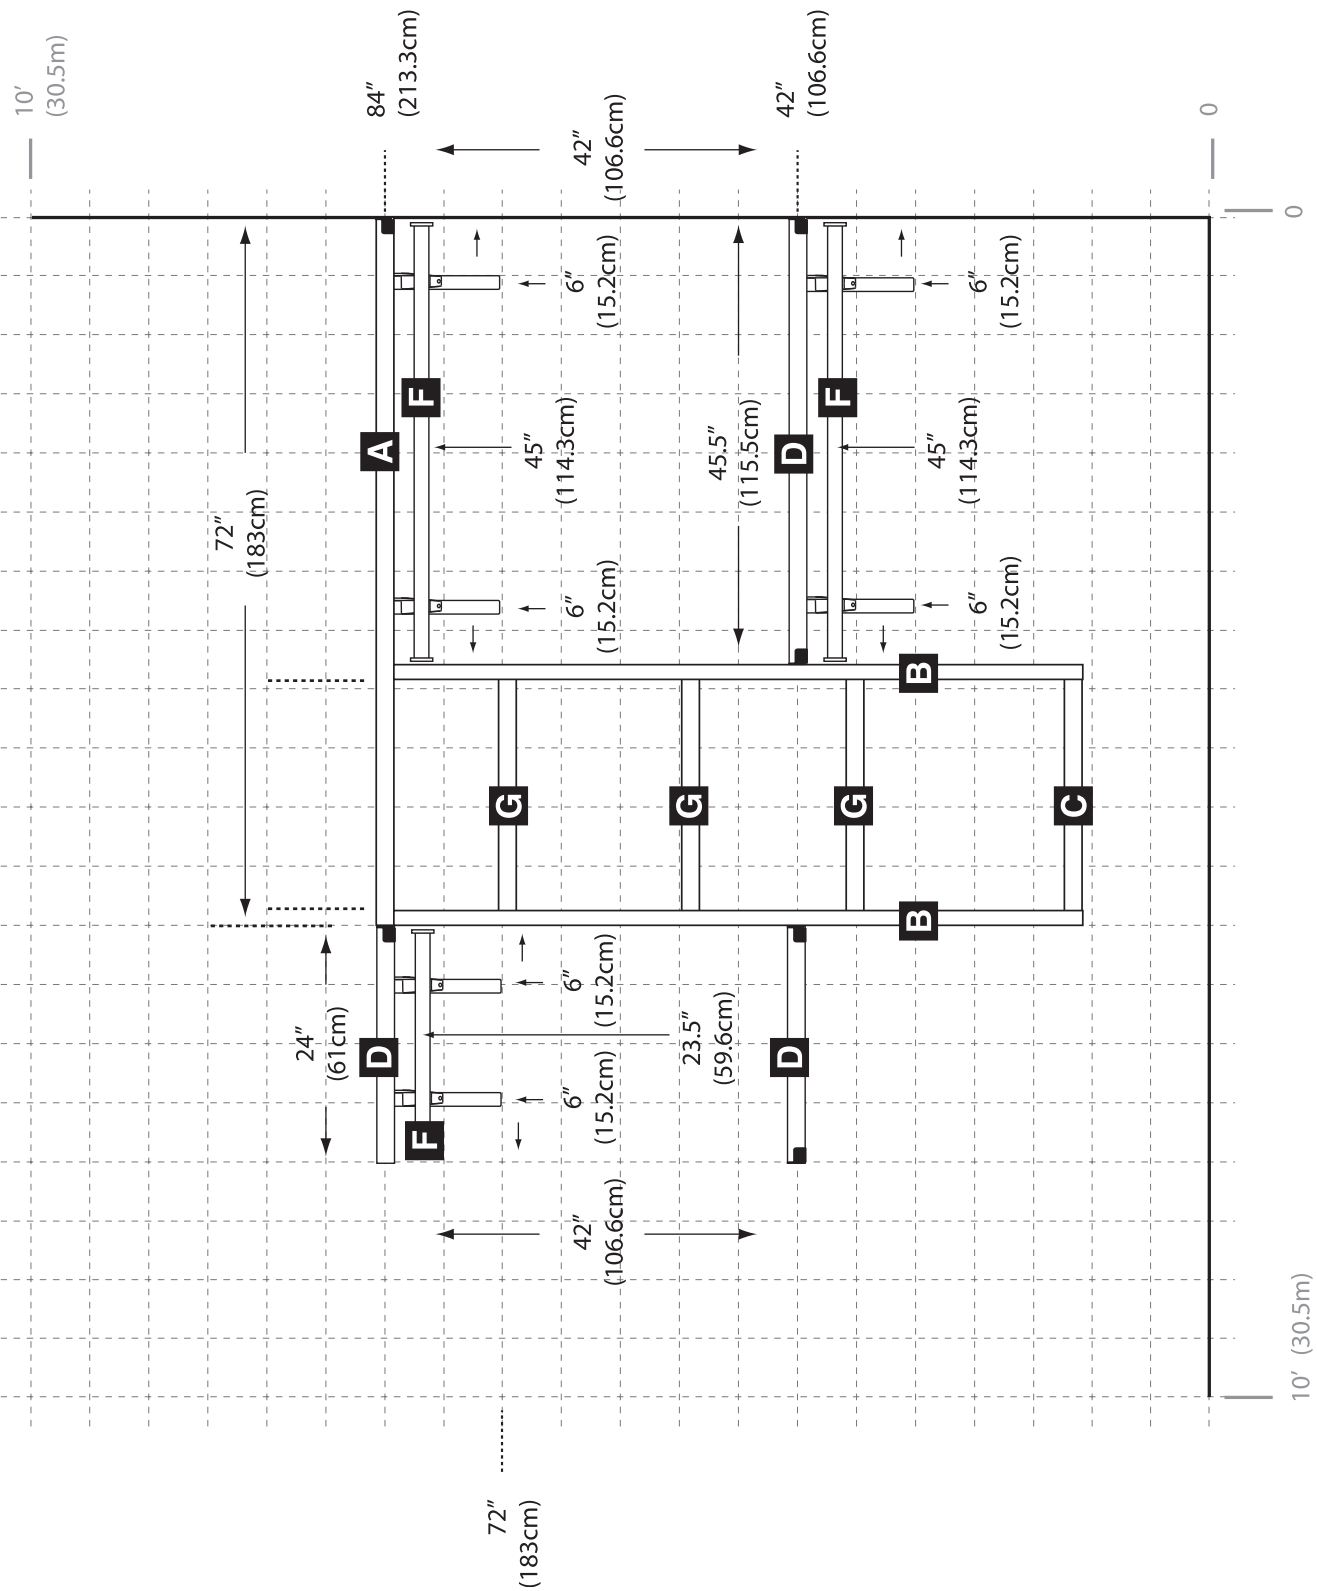 10′
(30.5m)
72″
(183cm)
24″
(61cm)
84″
(213.3cm)
D
A
F
F
72″
(183cm)
G
45″
(114.3cm)
42″
(106.6cm)
6″
(15.2cm)
6″
(15.2cm)
6″
(15.2cm)
6″
(15.2cm)
42″
(106.6cm)
G
23.5″
(59.6cm)
45.5″
(115.5cm)
D
D
42″
(106.6cm)
F
G
B
B
45″
(114.3cm)
6″
(15.2cm)
6″
(15.2cm)
C
0
10′ (30.5m)
0